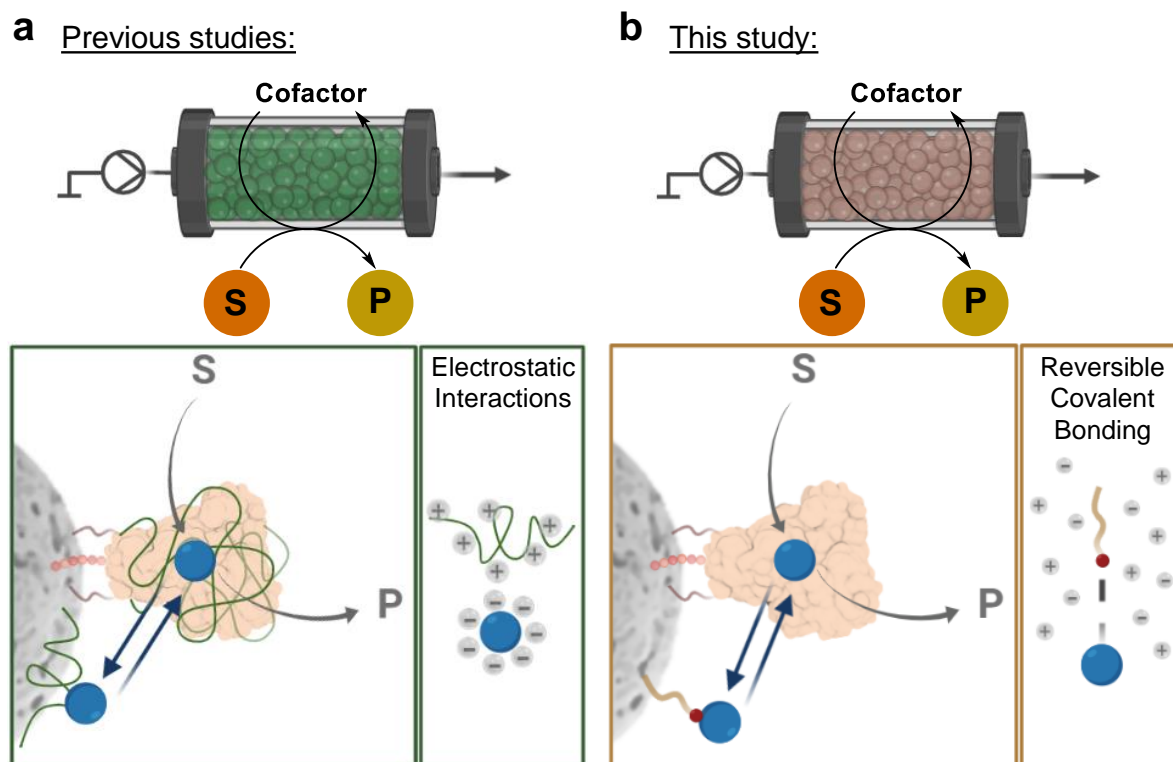 a Previous studies:
b This study:
Cofactor
Cofactor
S
P
S
P
S
P
Electrostatic
Interactions
+
+
+
+
+
−
−
−
−
−
−
−
−
S
P
Reversible
Covalent
Bonding
−
+
−
+
−
+
−
+
−
+
+